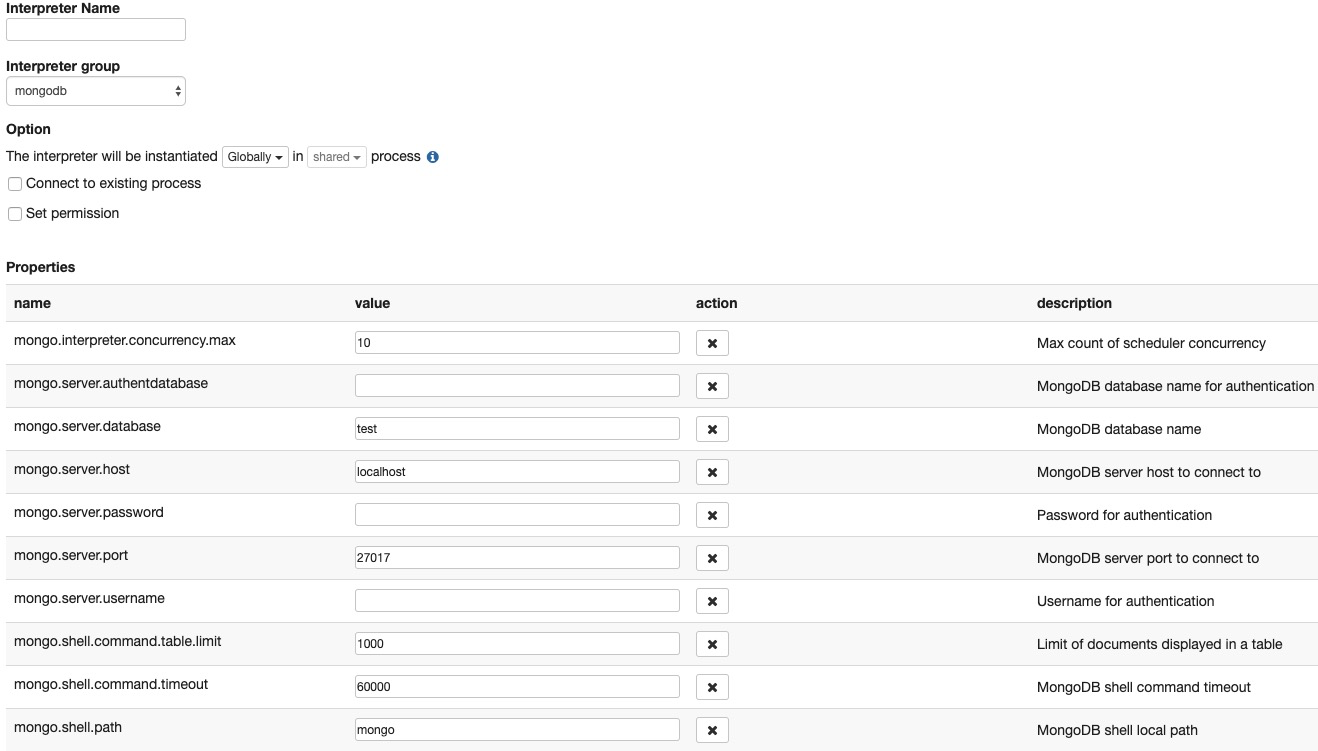 Interpreter Name
Interpreter group
mongodb
Option
The interpreter will be instantiated Globally in shared process
Connect to existing process
Set permission
Properties
name value action description
mongo.interpreter.concurrency.max 10 Max count of scheduler concurrency
mongo.server.authentdatabase MongoDB database name for authentication
mongo.server.database test MongoDB database name
mongo.server.host localhost MongoDB server host to connect to
mongo.server.password Password for authentication
mongo.server.port 27017 MongoDB server port to connect to
mongo.server.username Username for authentication
mongo.shell.command.table.limit 1000 Limit of documents displayed in a table
mongo.shell.command.timeout 60000 MongoDB shell command timeout
mongo.shell.path mongo MongoDB shell local path